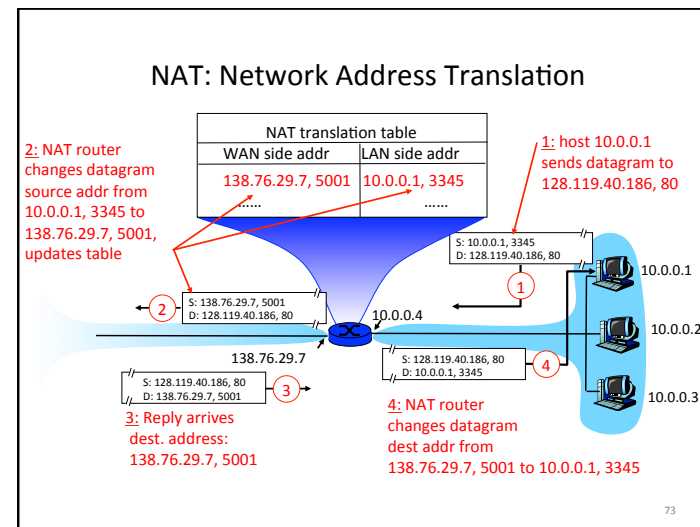 NAT: Network Address Translation
NAT translation table
WAN side addr
LAN side addr
138.76.29.7, 5001
10.0.0.1, 3345
......
......
2: NAT router
changes datagram
source addr from
10.0.0.1, 3345 to
138.76.29.7, 5001,
updates table
1: host 10.0.0.1
sends datagram to
128.119.40.186, 80
S: 10.0.0.1, 3345
D: 128.119.40.186, 80
1
10.0.0.1
S: 138.76.29.7, 5001
D: 128.119.40.186, 80
2
10.0.0.4
10.0.0.2
138.76.29.7
S: 128.119.40.186, 80
D: 138.76.29.7, 5001
3
S: 128.119.40.186, 80
D: 10.0.0.1, 3345
4
10.0.0.3
3: Reply arrives
dest. address:
138.76.29.7, 5001
4: NAT router
changes datagram
dest addr from
138.76.29.7, 5001 to 10.0.0.1, 3345
73